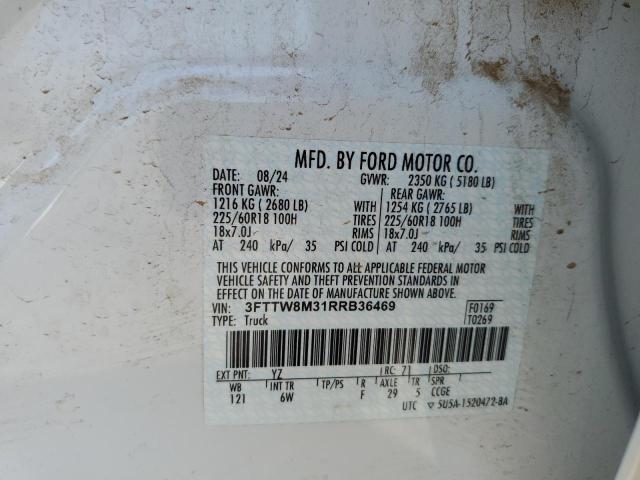 MFD. BY FORD MOTOR CO.
DATE: 08/24 GVWR: 2350 KG ( 5180 LB)
FRONT GAWR: REAR GAWR:
1216 KG ( 2680 LB) WITH 1254 KG ( 2765 LB) WITH
225/60R18 100H TIRES 225/60R18 100H TIRES
18x7.0J RIMS 18x7.0J RIMS
AT 240 kPa/ 35 PSI COLD AT 240 kPa/ 35 PSI COLD
THIS VEHICLE CONFORMS TO ALL APPLICABLE FEDERAL MOTOR
VEHICLE SAFETY AND THEFT PREVENTION STANDARDS IN
EFFECT ON THE DATE OF MANUFACTURE SHOWN ABOVE.
VIN: 3FTTW8M31RRB36469 F0169
TYPE: Truck T0269
EXT PNT: YZ RC: 71 DSO:
WB INT TR TP/PS R AXLE TR SPR
121 6W F 29 5 CCGE
UTC ▽ 5U5A-1520472-BA